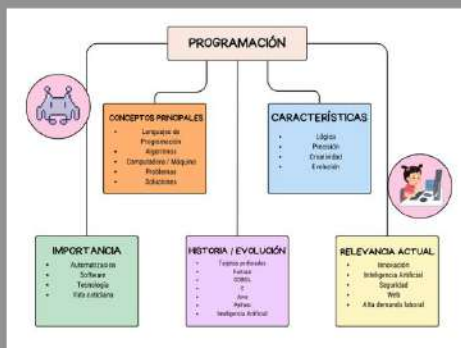 PROGRAMACIÓN
CONCEPTOS PRINCIPALES
Lenguajes de
Programación
Algoritmos
Computadora / Máquina
Problemas
Soluciones
CARACTERÍSTICAS
Lógica
Precisión
Creatividad
Evolución
IMPORTANCIA
Automatización
Software
Tecnología
Vida cotidiana
HISTORIA / EVOLUCIÓN
Tarjetas perforadas
Fortran
COBOL
C
Java
Python
Inteligencia Artificial
RELEVANCIA ACTUAL
Innovación
Inteligencia Artificial
Seguridad
Web
Alta demanda laboral